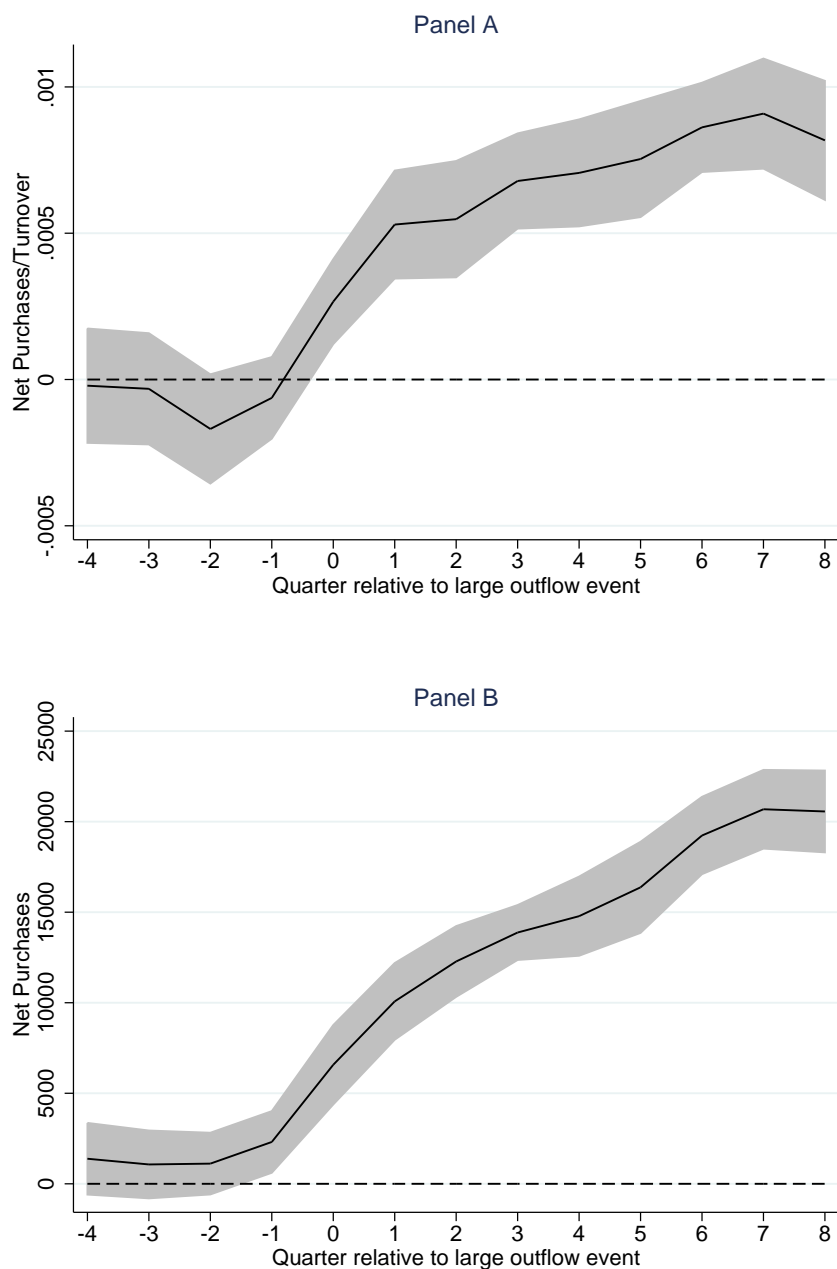 Panel A
Net Purchases/Turnover
.001
.0005
0
-.0005
-4 -3 -2 -1 0 1 2 3 4 5 6 7 8
Quarter relative to large outflow event
Panel B
Net Purchases
25000
20000
15000
10000
5000
0
-4 -3 -2 -1 0 1 2 3 4 5 6 7 8
Quarter relative to large outflow event